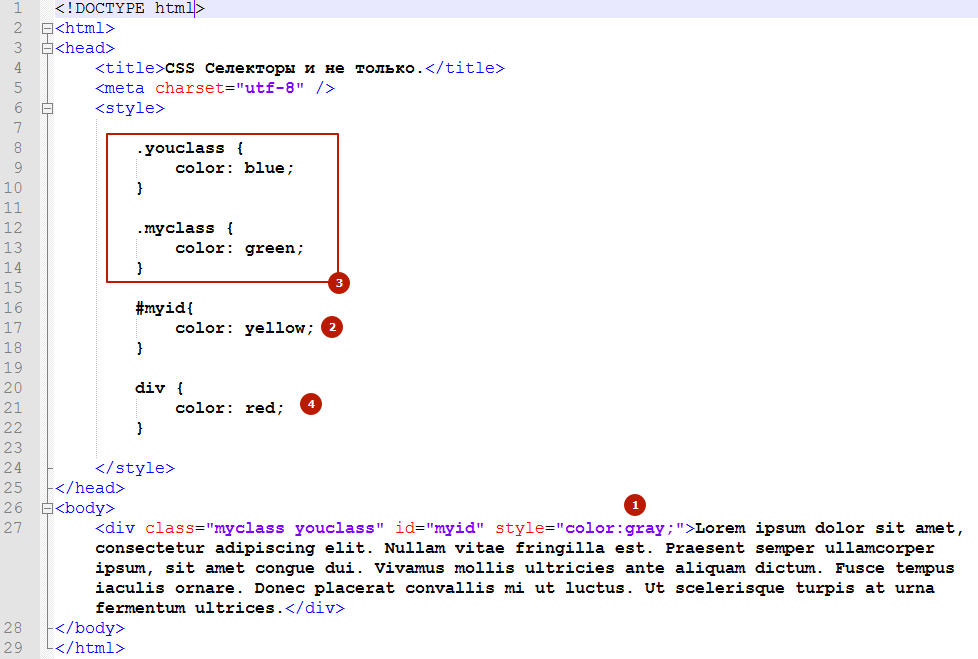 1 <!DOCTYPE html>
2 <html>
3 <head>
4 <title>CSS Селекторы и не только.</title>
5 <meta charset="utf-8" />
6 <style>
7
8 .youclass {
9 color: blue;
10 }
11
12 .myclass {
13 color: green;
14 }
15 3
16 #myid{
17 color: yellow; 2
18 }
19
20 div {
21 color: red; 4
22 }
23
24 </style>
25 </head>
26 <body> 1
27 <div class="myclass youclass" id="myid" style="color:gray;">Lorem ipsum dolor sit amet,
consectetur adipiscing elit. Nullam vitae fringilla est. Praesent semper ullamcorper
ipsum, sit amet congue dui. Vivamus mollis ultricies ante aliquam dictum. Fusce tempus
iaculis ornare. Donec placerat convallis mi ut luctus. Ut scelerisque turpis at urna
fermentum ultrices.</div>
28 </body>
29 </html>